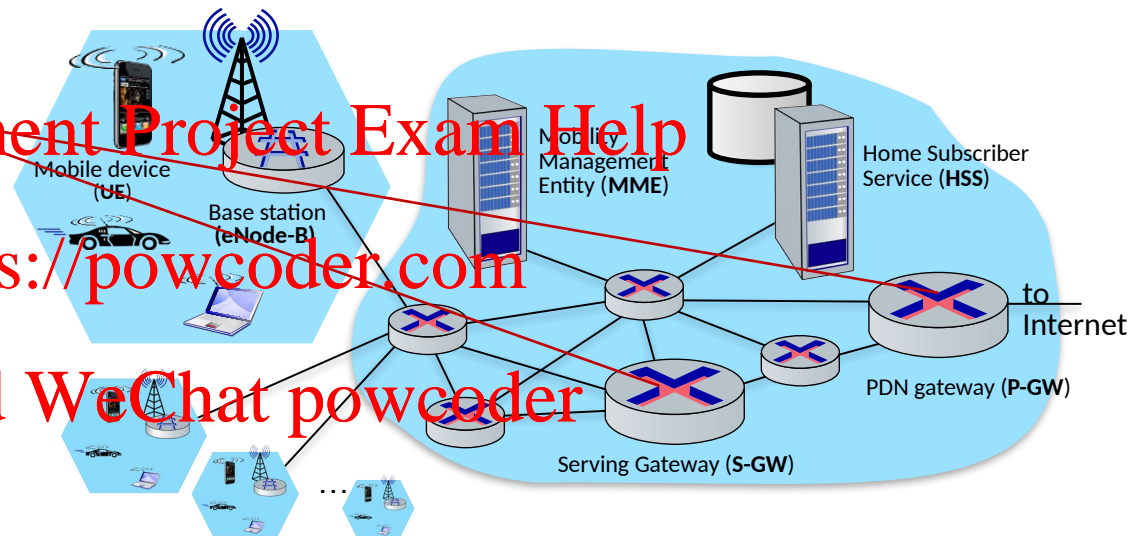 ent Project Exam Help
Mobile device
(UE)
Base station
(eNode-B)
s://powcoder.com
WeChat powcoder
Mobility
Management
Entity (MME)
Home Subscriber
Service (HSS)
to
Internet
PDN gateway (P-GW)
Serving Gateway (S-GW)
...